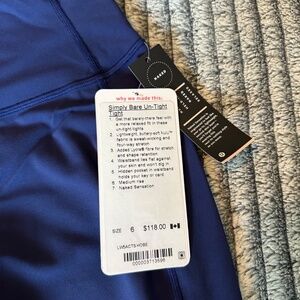 why we made this:
Simply Bare Un-Tight
Tight
1. Get that barely-there feel with
a more relaxed fit in these
un-tight tights
2. Lightweight, buttery-soft Nulu™
fabric is sweat-wicking and
four-way stretch
3. Added Lycra® fibre for stretch
and shape retention
4. Waistband lies flat against
your skin and won't dig in
5. Hidden pocket in waistband
holds your key or card
6. Medium rise
7. Naked Sensation
SIZE 6 $118.00
LW5ACTS HDBE
NAKED